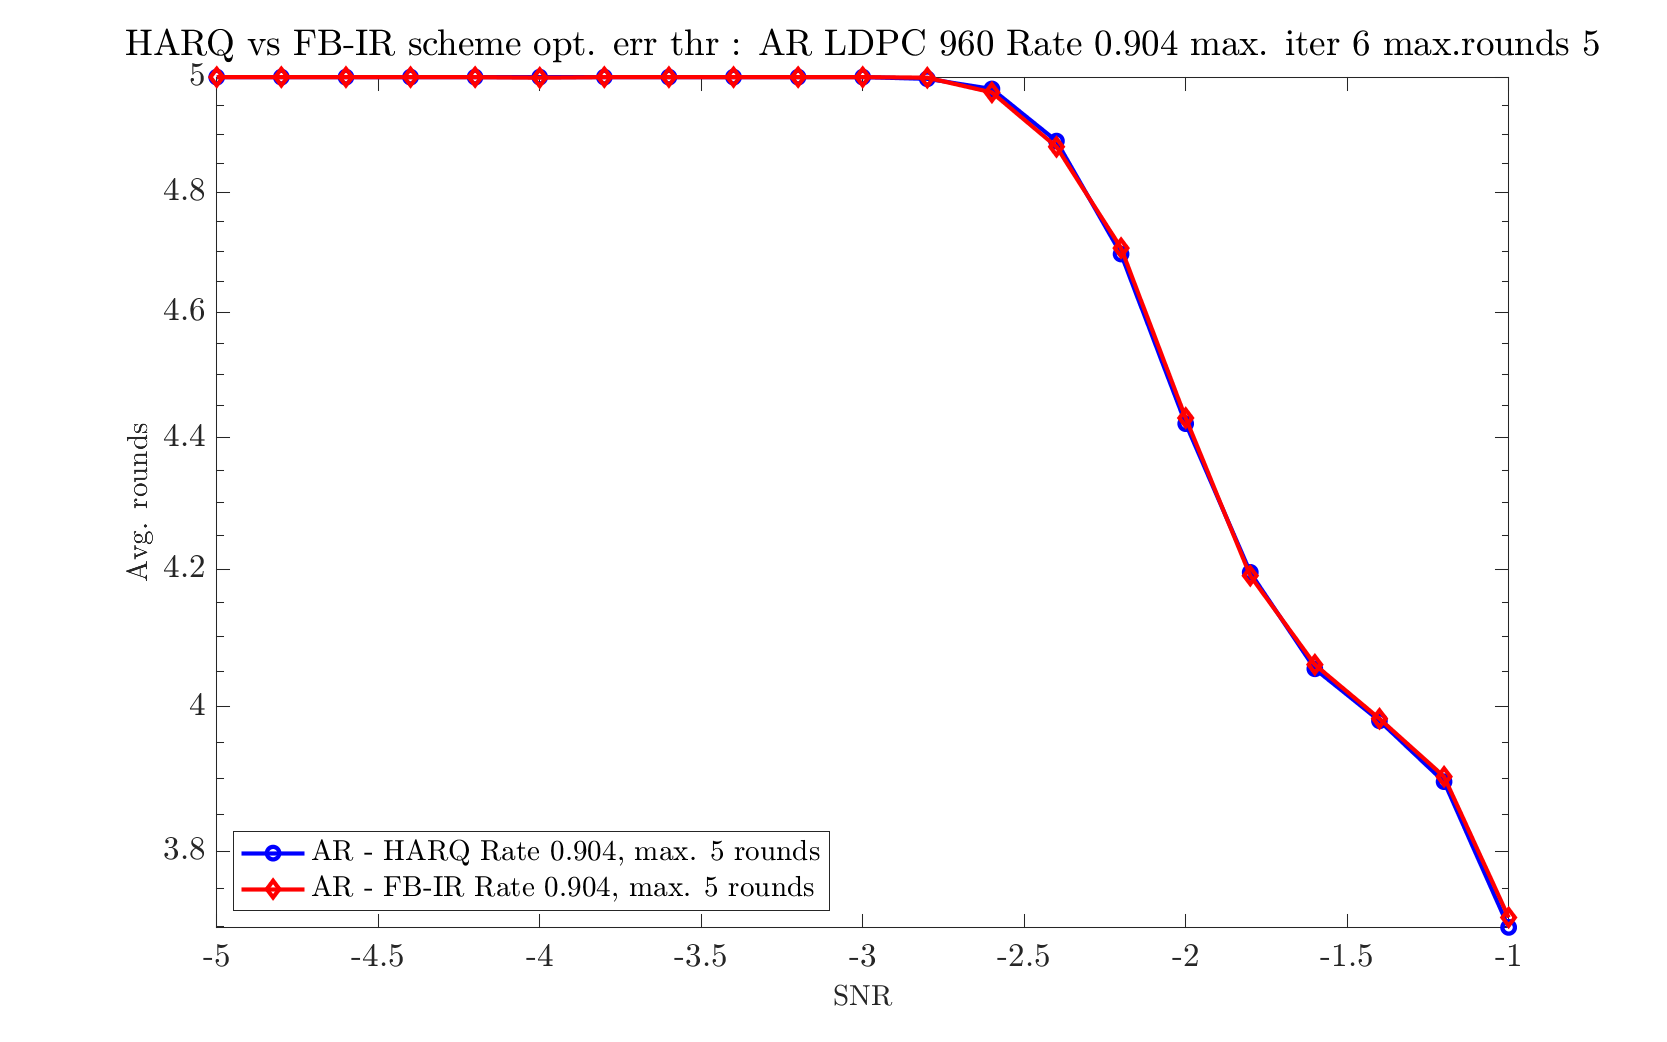 HARQ vs FB-IR scheme opt. err thr : AR LDPC 960 Rate 0.904 max. iter 6 max.rounds 5
5
4.8
4.6
4.4
4.2
4
3.8
Avg. rounds
AR - HARQ Rate 0.904, max. 5 rounds
AR - FB-IR Rate 0.904, max. 5 rounds
-5 -4.5 -4 -3.5 -3 -2.5 -2 -1.5 -1
SNR